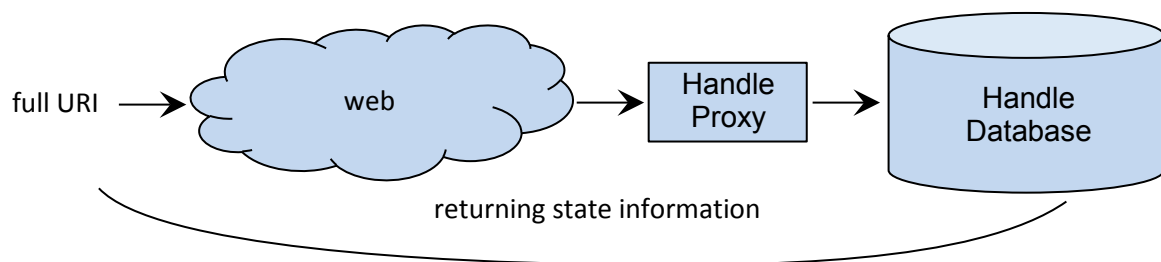 full URI
web
Handle
Proxy
Handle
Database
returning state information